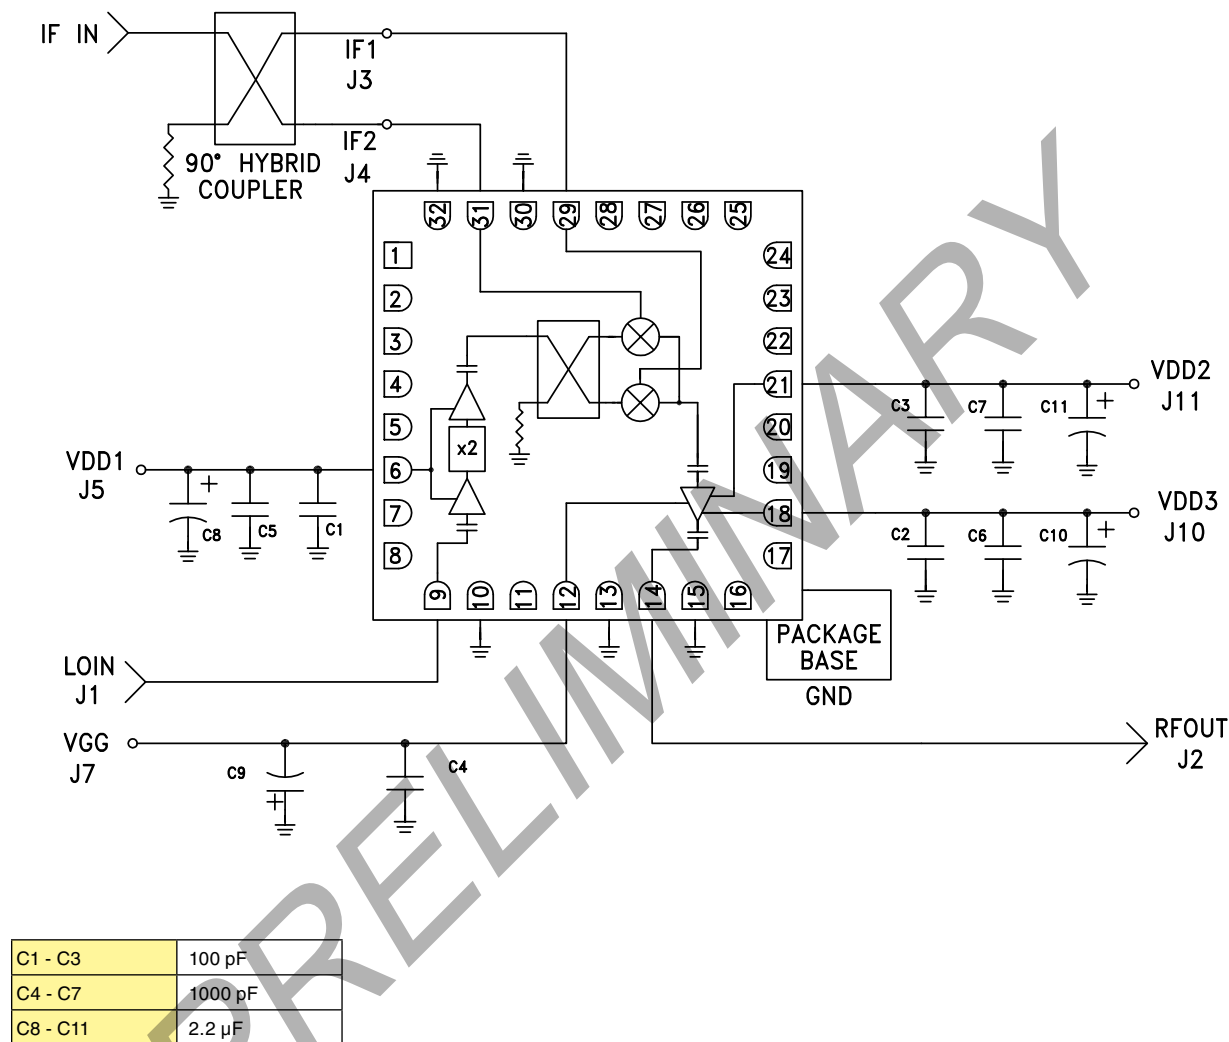 IF IN
IF1
J3
IF2
J4
90° HYBRID
COUPLER
32 31 30 29 28 27 26 25
1
2
3
4
5
6
7
8
24
23
22
21
20
19
18
17
x2
VDD1
J5
C8
+
C5
C1
VDD2
J11
C3
C7
C11
+
VDD3
J10
C2
C6
C10
+
9 10 11 12 13 14 15 16
PACKAGE
BASE
GND
LOIN
J1
VGG
J7
C9
+
C4
RFOUT
J2
PRELIMINARY
C1 - C3 100 pF
C4 - C7 1000 pF
C8 - C11 2.2 µF